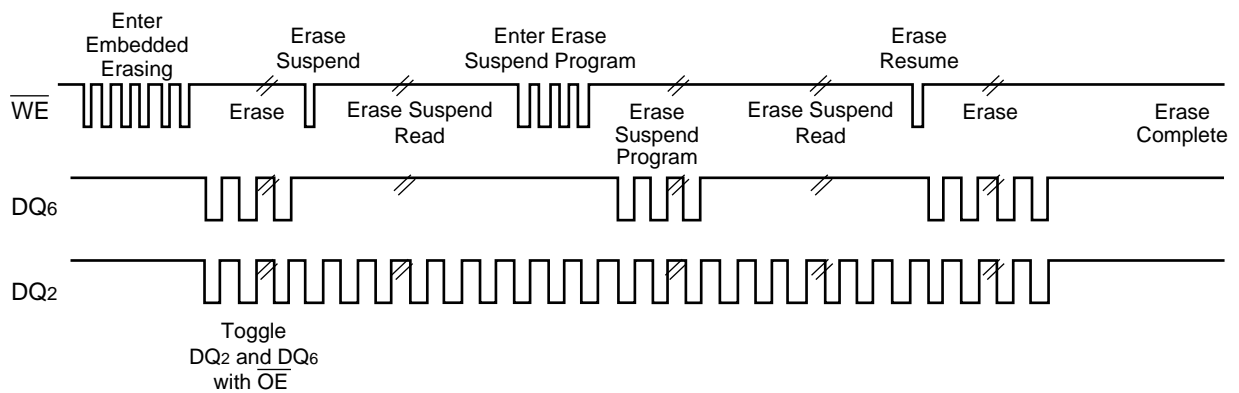 Enter
Embedded
Erasing
Erase
Suspend
Enter Erase
Suspend Program
Erase
Resume
WE
Erase
Erase Suspend
Read
Erase
Suspend
Program
Erase Suspend
Read
Erase
Erase
Complete
DQ6
DQ2
Toggle
DQ2 and DQ6
with OE